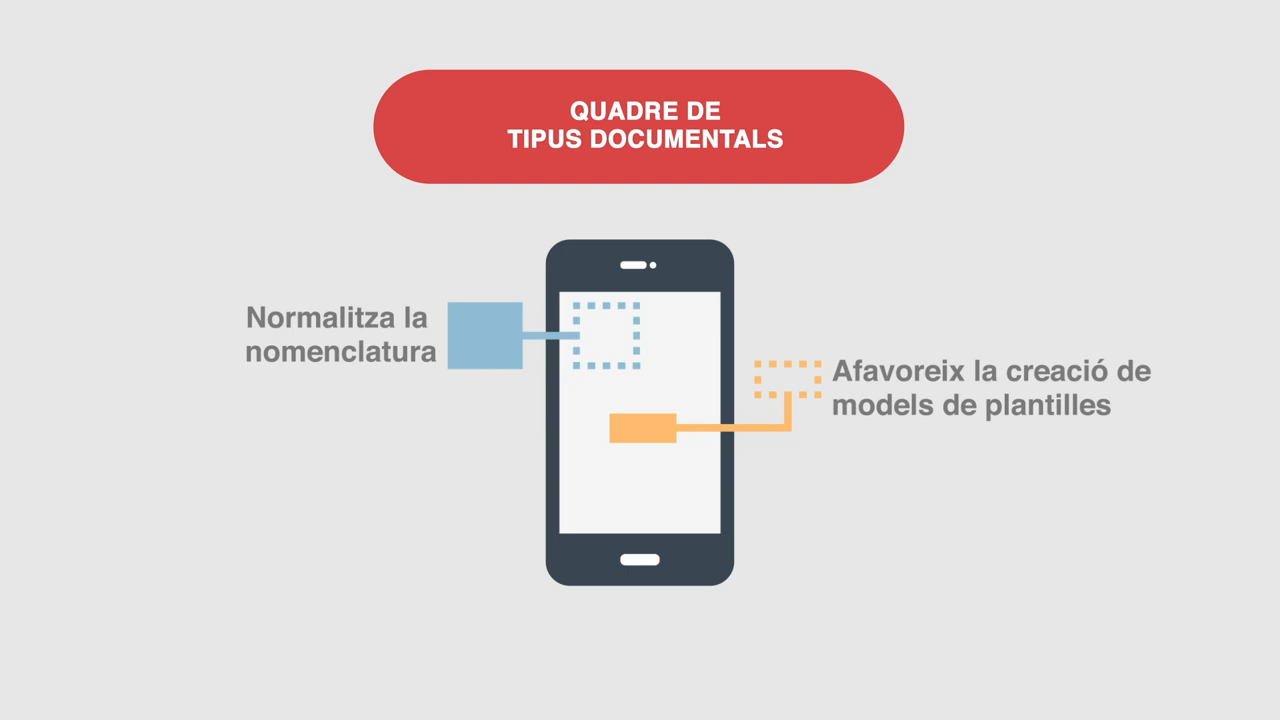 QUADRE DE
TIPUS DOCUMENTALS
Normalitza la
nomenclatura
Afavoreix la creació de
models de plantilles